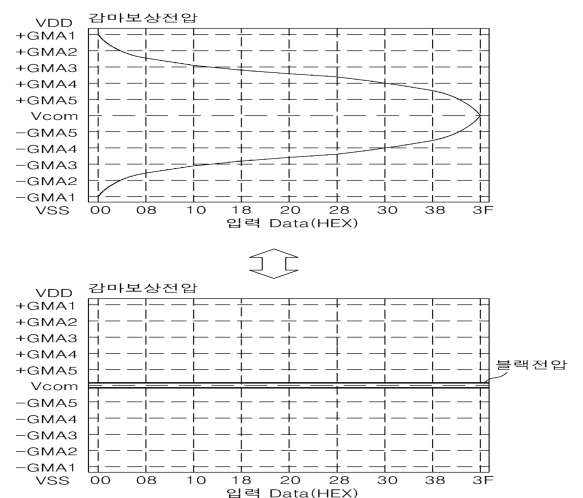 VDD 감마보상전압
+GMA1
+GMA2
+GMA3
+GMA4
+GMA5
Vcom
-GMA5
-GMA4
-GMA3
-GMA2
-GMA1
VSS 00 08 10 18 20 28 30 38 3F
입력 Data(HEX)
VDD 감마보상전압
+GMA1
+GMA2
+GMA3
+GMA4
+GMA5
블랙전압
Vcom
-GMA5
-GMA4
-GMA3
-GMA2
-GMA1
VSS 00 08 10 18 20 28 30 38 3F
입력 Data(HEX)